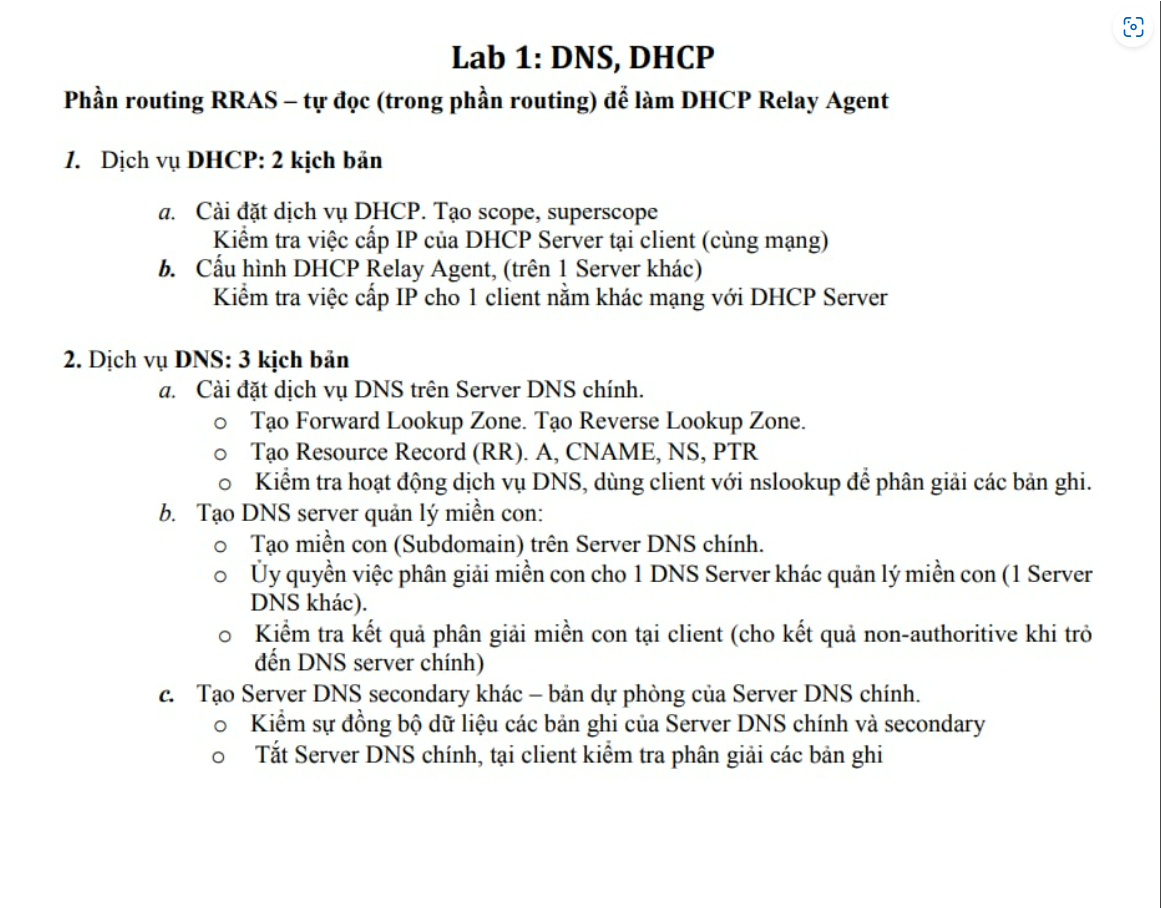 Lab 1: DNS, DHCP
Phần routing RRAS – tự đọc (trong phần routing) để làm DHCP Relay Agent
1. Dịch vụ DHCP: 2 kịch bản
a. Cài đặt dịch vụ DHCP. Tạo scope, superscope
Kiểm tra việc cấp IP của DHCP Server tại client (cùng mạng)
b. Cấu hình DHCP Relay Agent, (trên 1 Server khác)
Kiểm tra việc cấp IP cho 1 client nằm khác mạng với DHCP Server
2. Dịch vụ DNS: 3 kịch bản
a. Cài đặt dịch vụ DNS trên Server DNS chính.
o Tạo Forward Lookup Zone. Tạo Reverse Lookup Zone.
o Tạo Resource Record (RR). A, CNAME, NS, PTR
o Kiểm tra hoạt động dịch vụ DNS, dùng client với nslookup để phân giải các bản ghi.
b. Tạo DNS server quản lý miền con:
o Tạo miền con (Subdomain) trên Server DNS chính.
o Ủy quyền việc phân giải miền con cho 1 DNS Server khác quản lý miền con (1 Server
DNS khác).
o Kiểm tra kết quả phân giải miền con tại client (cho kết quả non-authoritive khi trỏ
đến DNS server chính)
c. Tạo Server DNS secondary khác – bản dự phòng của Server DNS chính.
o Kiểm sự đồng bộ dữ liệu các bản ghi của Server DNS chính và secondary
o Tắt Server DNS chính, tại client kiểm tra phân giải các bản ghi